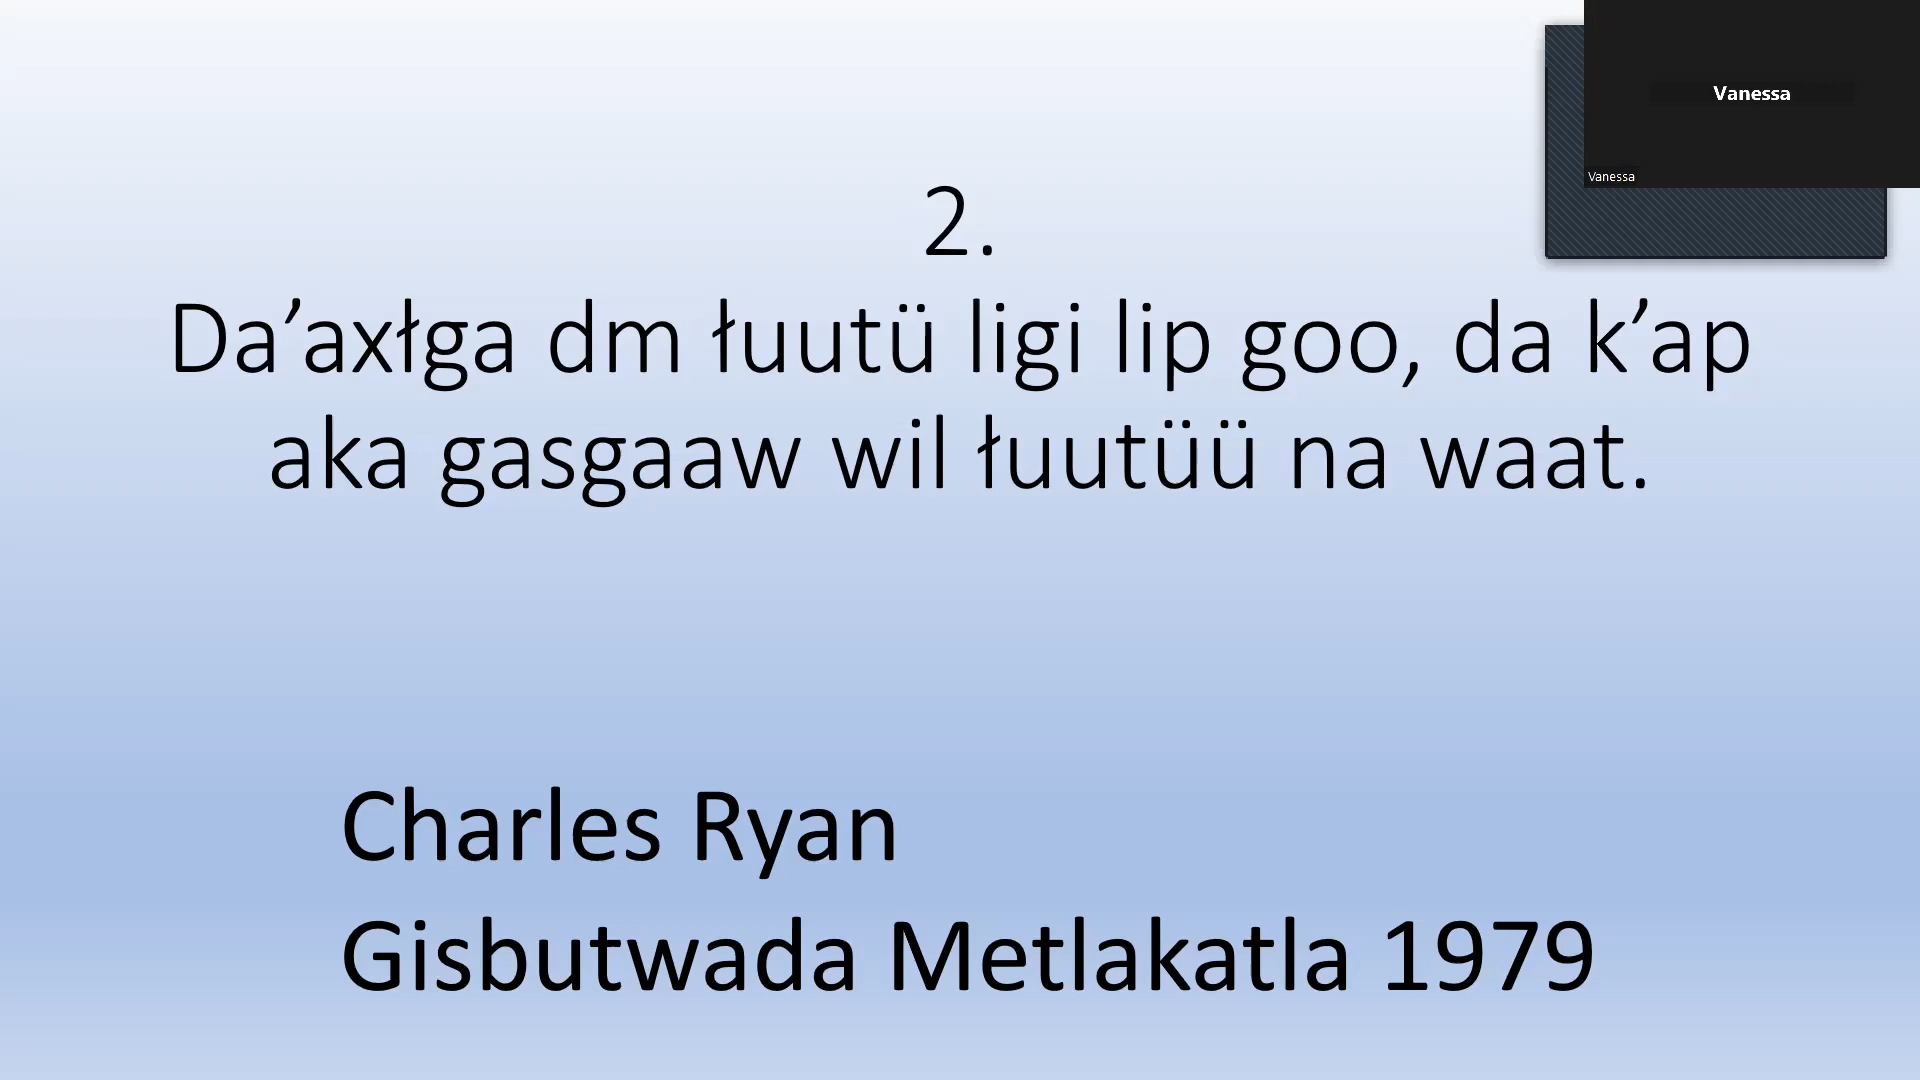 Vanessa
Vanessa
2.
Da’axłga dm łuutü ligi lip goo, da k’ap
aka gasgaaw wil łuutüü na waat.
Charles Ryan
Gisbutwada Metlakatla 1979